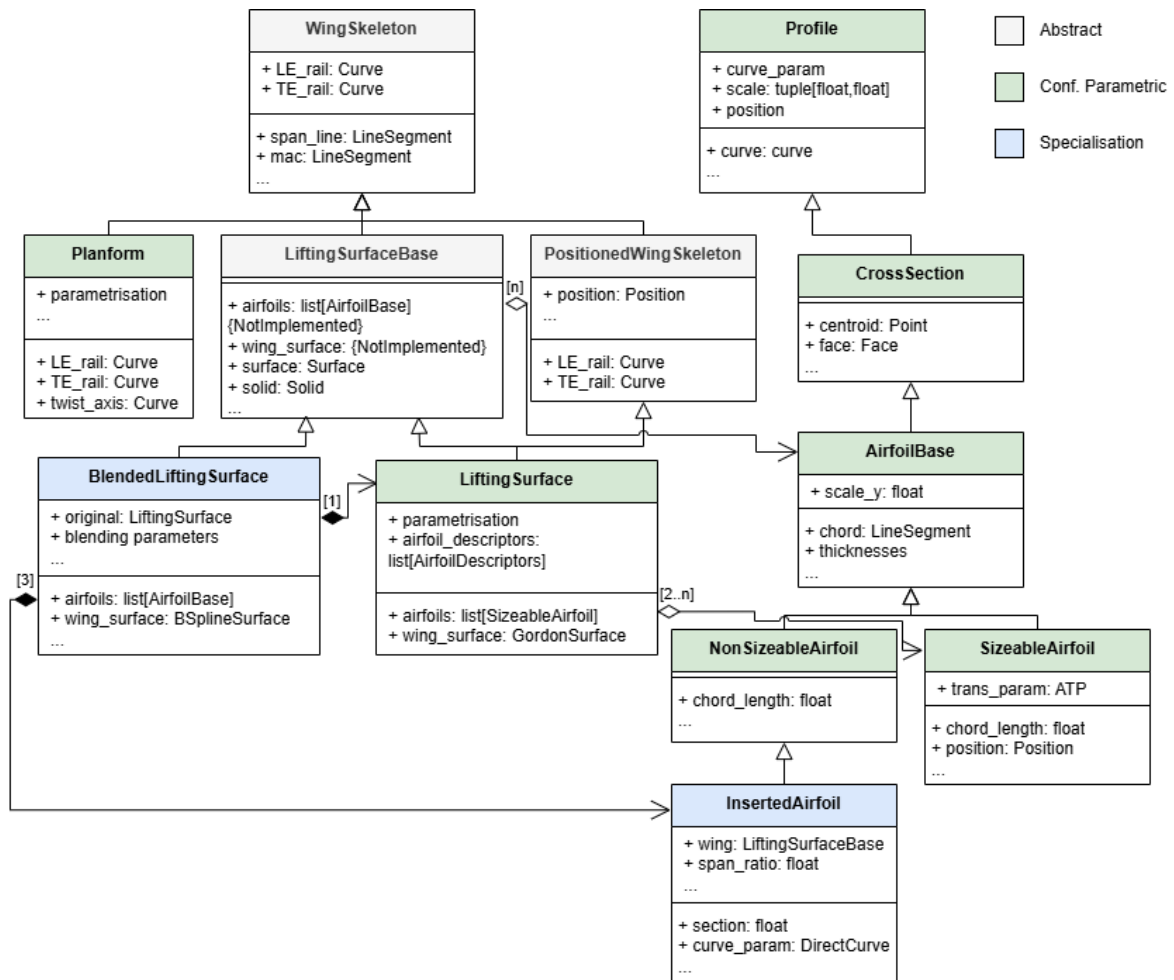 WingSkeleton
+ LE_rail: Curve
+ TE_rail: Curve
+ span_line: LineSegment
+ mac: LineSegment
...
Profile
+ curve_param
+ scale: tuple[float,float]
+ position
+ curve: curve
...
Abstract
Conf. Parametric
Specialisation
Planform
+ parametrisation
...
+ LE_rail: Curve
+ TE_rail: Curve
+ twist_axis: Curve
LiftingSurfaceBase
+ airfoils: list[AirfoilBase]
{NotImplemented}
+ wing_surface: {NotImplemented}
+ surface: Surface
+ solid: Solid
...
[n]
PositionedWingSkeleton
+ position: Position
...
+ LE_rail: Curve
+ TE_rail: Curve
CrossSection
+ centroid: Point
+ face: Face
...
BlendedLiftingSurface
+ original: LiftingSurface
+ blending parameters
...
+ airfoils: list[AirfoilBase]
+ wing_surface: BSplineSurface
...
[1]
[3]
LiftingSurface
+ parametrisation
+ airfoil_descriptors:
list[AirfoilDescriptors]
+ airfoils: list[SizeableAirfoil]
+ wing_surface: GordonSurface
[2..n]
AirfoilBase
+ scale_y: float
+ chord: LineSegment
+ thicknesses
...
NonSizeableAirfoil
+ chord_length: float
...
SizeableAirfoil
+ trans_param: ATP
+ chord_length: float
+ position: Position
...
InsertedAirfoil
+ wing: LiftingSurfaceBase
+ span_ratio: float
...
+ section: float
+ curve_param: DirectCurve
...